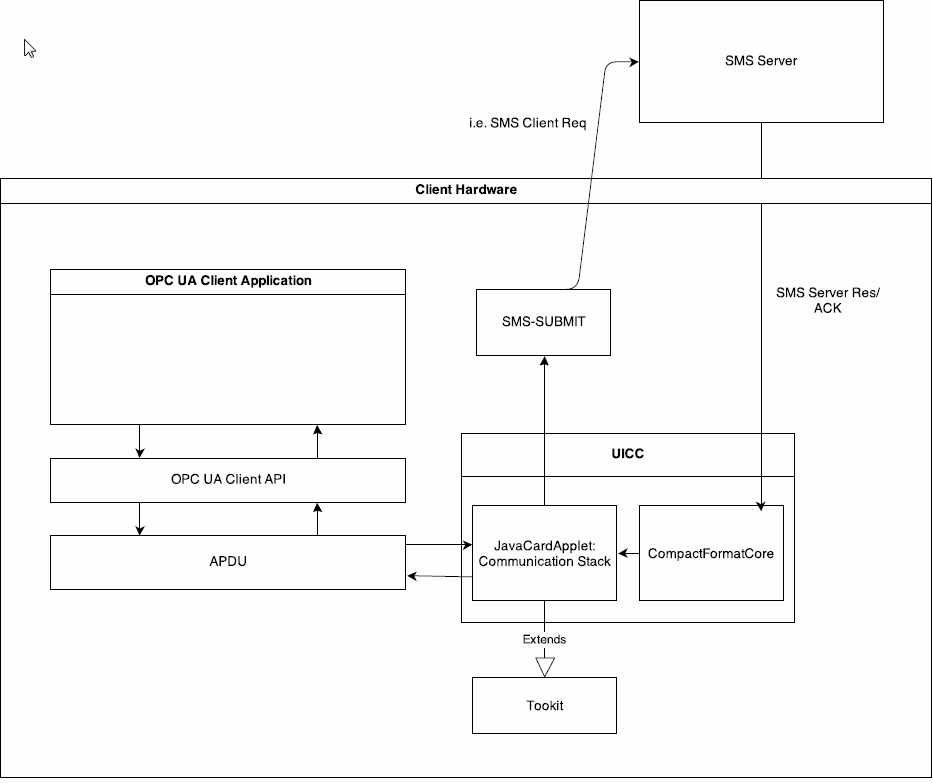 SMS Server
i.e. SMS Client Req
Client Hardware
OPC UA Client Application
SMS Server Res/
ACK
SMS-SUBMIT
UICC
OPC UA Client API
JavaCardApplet:
Communication Stack
CompactFormatCore
APDU
Extends
Tookit